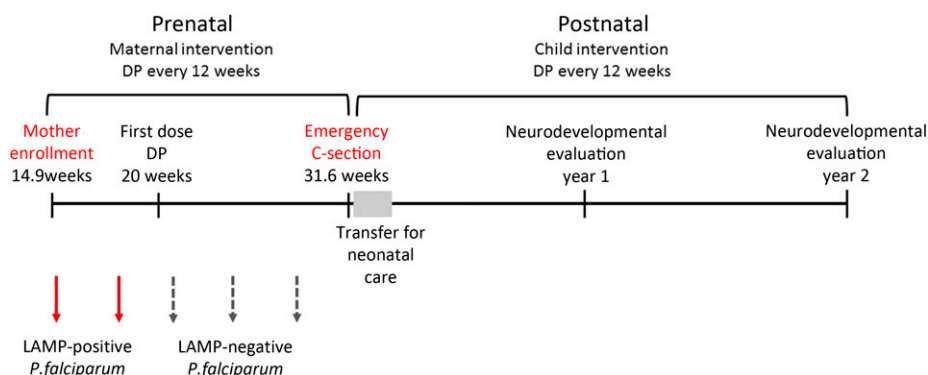 Prenatal
Maternal intervention
DP every 12 weeks
Postnatal
Child intervention
DP every 12 weeks
Mother
enrollment
14.9weeks
First dose
DP
20 weeks
Emergency
C-section
31.6 weeks
Neurodevelopmental
evaluation
year 1
Neurodevelopmental
evaluation
year 2
Transfer for
neonatal
care
LAMP-positive
P.falciparum
LAMP-negative
P.falciparum